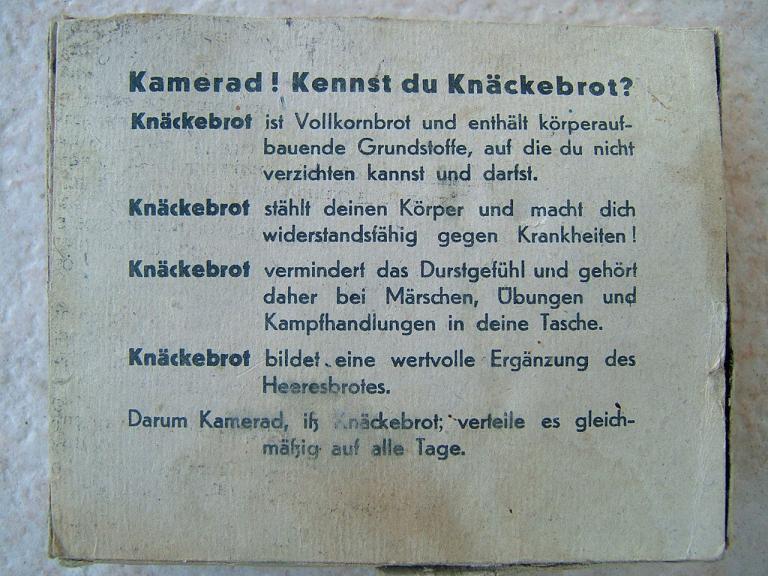 Kamerad! Kennst du Knäckebrot?
Knäckebrot ist Vollkornbrot und enthält körperauf-
bauende Grundstoffe, auf die du nicht
verzichten kannst und darfst.
Knäckebrot stählt deinen Körper und macht dich
widerstandsfähig gegen Krankheiten!
Knäckebrot vermindert das Durstgefühl und gehört
daher bei Märschen, Übungen und
Kampfhandlungen in deine Tasche.
Knäckebrot bildet eine wertvolle Ergänzung des
Heeresbrotes.
Darum Kamerad, iß Knäckebrot; verteile es gleich-
mäßig auf alle Tage.